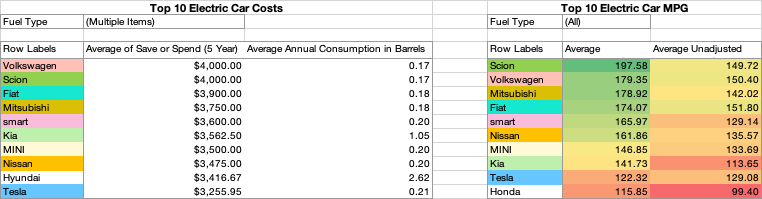 Top 10 Electric Car Costs
Fuel Type (Multiple Items)
Row Labels Average of Save or Spend (5 Year) Average Annual Consumption in Barrels
Volkswagen $4,000.00 0.17
Scion $4,000.00 0.17
Fiat $3,900.00 0.18
Mitsubishi $3,750.00 0.18
smart $3,600.00 0.20
Kia $3,562.50 1.05
MINI $3,500.00 0.20
Nissan $3,475.00 0.20
Hyundai $3,416.67 2.62
Tesla $3,255.95 0.21
Top 10 Electric Car MPG
Fuel Type (All)
Row Labels Average Average Unadjusted
Scion 197.58 149.72
Volkswagen 179.35 150.40
Mitsubishi 178.92 142.02
Fiat 174.07 151.80
smart 165.97 129.14
Nissan 161.86 135.57
MINI 146.85 133.69
Kia 141.73 113.65
Tesla 122.32 129.08
Honda 115.85 99.40